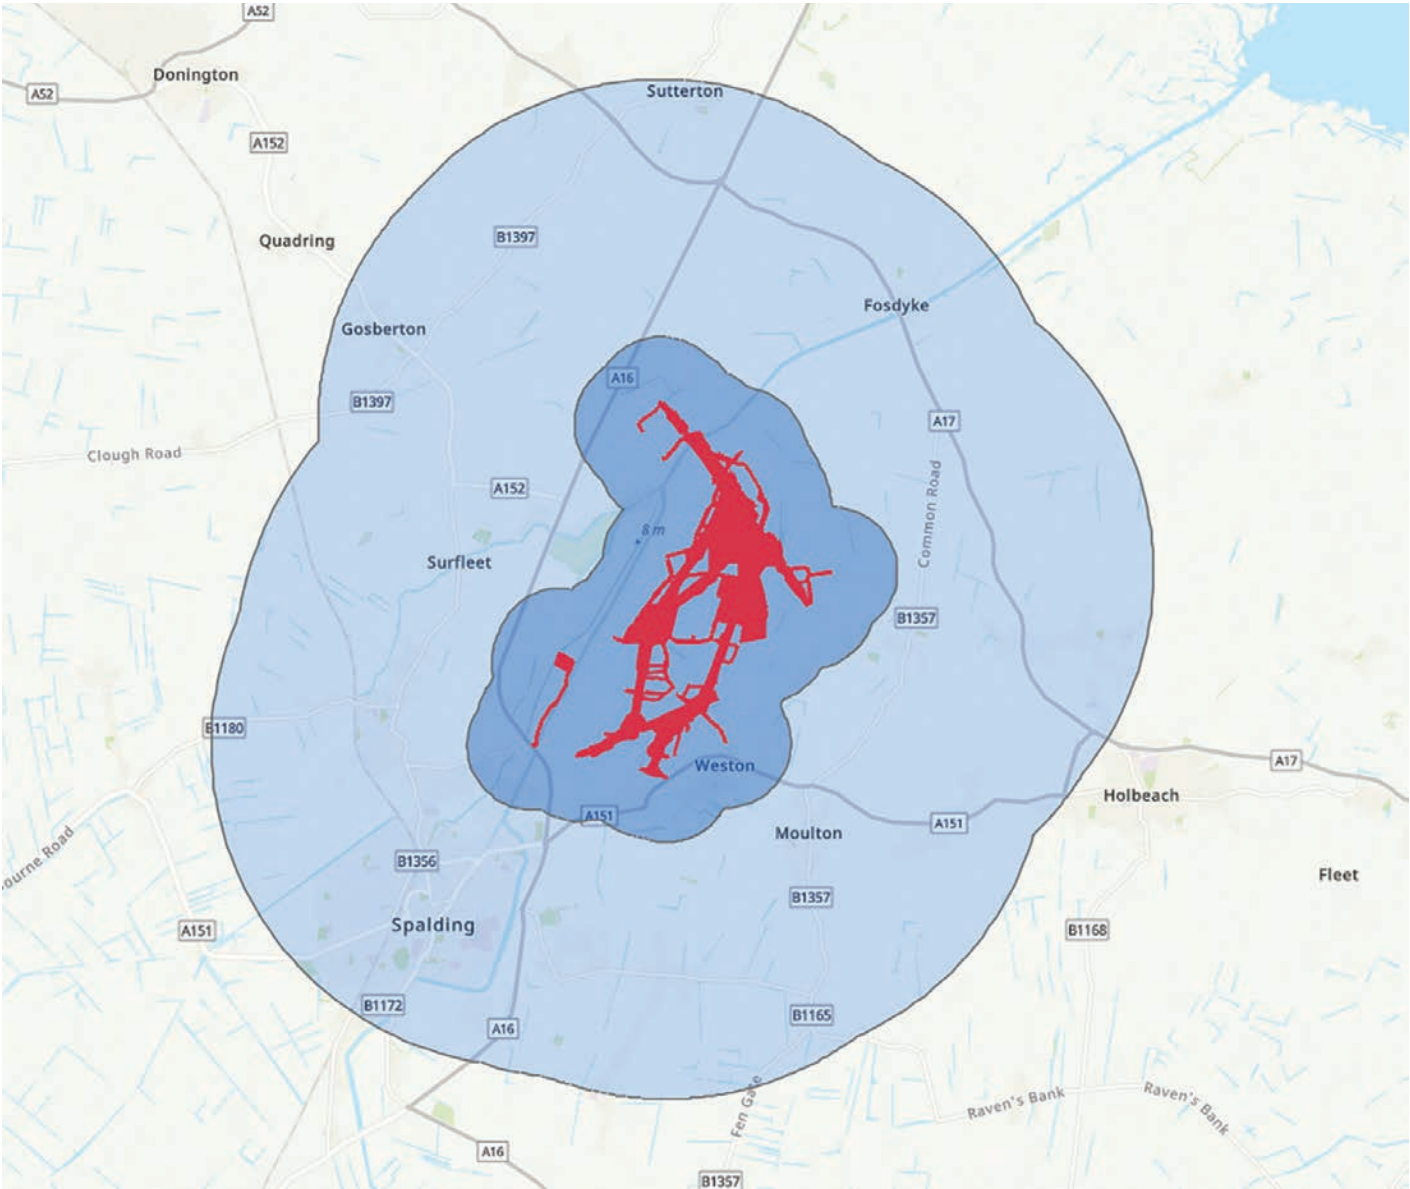 A52
Donington
A52
Sutterton
A152
Quadring
B1397
Fosdyke
Gosberton
A16
B1397
A17
Clough Road
A152
Common Road
8 m
Surfleet
B1357
B1180
Weston
A17
Holbeach
A151
A151
Moulton
ourne Road
B1356
Fleet
B1357
Spalding
A151
B1168
B1172
B1165
A16
Raven's Bank
Raven's Bank
Fen Gate
A16
B1357